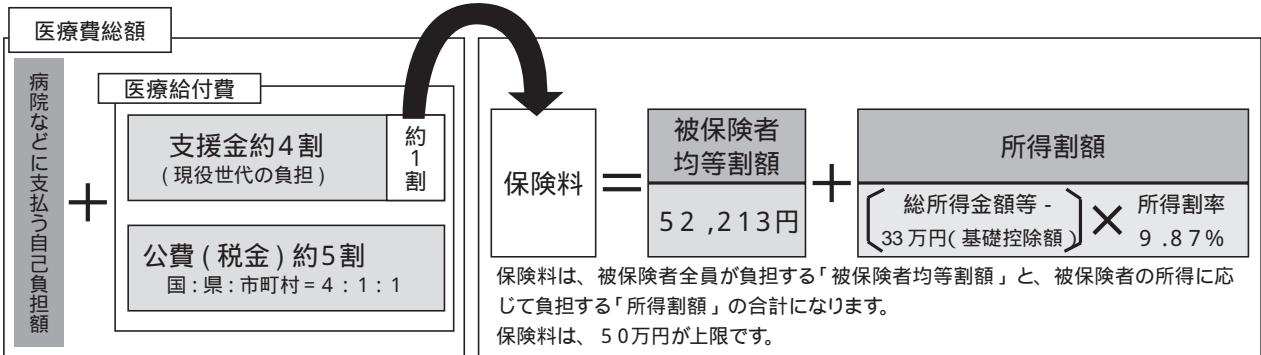 医療費総額
病院などに支払う自己負担額
+
医療給付費
支援金約4割
(現役世代の負担)
約1割
公費(税金)約5割
国:県:市町村=4:1:1
保険料
=
被保険者
均等割額
52,213円
+
所得割額
総所得金額等-
33万円(基礎控除額)
×
所得割率
9.87%
保険料は、被保険者全員が負担する「被保険者均等割額」と、被保険者の所得に応
じて負担する「所得割額」の合計になります。
保険料は、50万円が上限です。